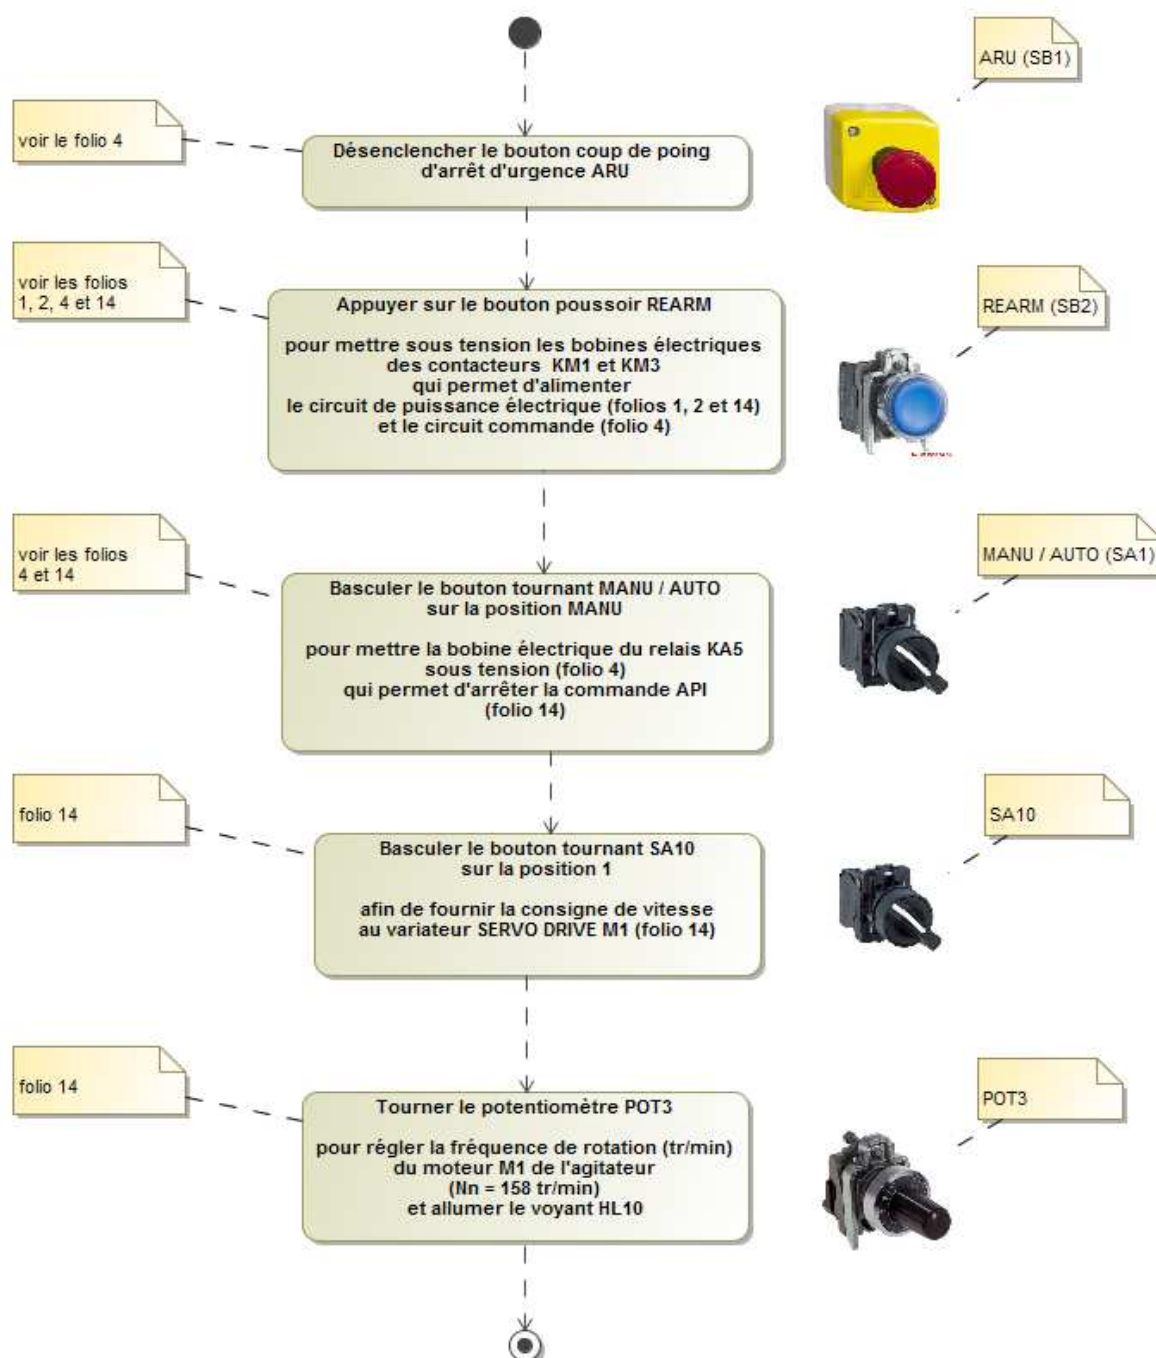 ARU (SB1)
voir le folio 4
Désenclencher le bouton coup de poing
d'arrêt d'urgence ARU
voir les folios
1, 2, 4 et 14
Appuyer sur le bouton poussoir REARM
pour mettre sous tension les bobines électriques
des contacteurs KM1 et KM3
qui permet d'alimenter
le circuit de puissance électrique (folios 1, 2 et 14)
et le circuit commande (folio 4)
REARM (SB2)
voir les folios
4 et 14
Basculer le bouton tournant MANU / AUTO
sur la position MANU
pour mettre la bobine électrique du relais KA5
sous tension (folio 4)
qui permet d'arrêter la commande API
(folio 14)
MANU / AUTO (SA1)
folio 14
Basculer le bouton tournant SA10
sur la position 1
afin de fournir la consigne de vitesse
au variateur SERVO DRIVE M1 (folio 14)
SA10
folio 14
Tourner le potentiomètre POT3
pour régler la fréquence de rotation (tr/min)
du moteur M1 de l'agitateur
(Nn = 158 tr/min)
et allumer le voyant HL10
POT3